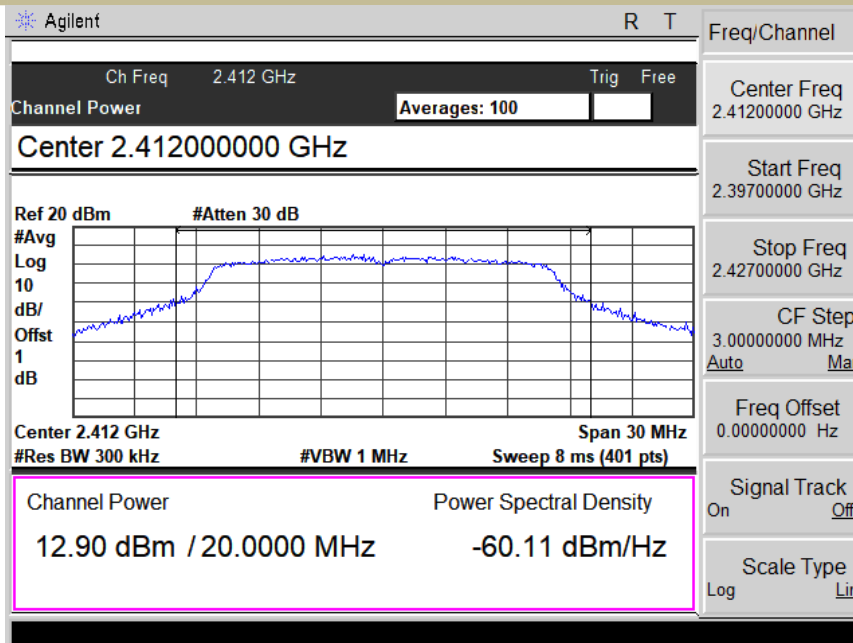 Agilent R T
Ch Freq 2.412 GHz Trig Free
Channel Power Averages: 100
Center 2.412000000 GHz
Ref 20 dBm #Atten 30 dB
#Avg
Log
10
dB/
Offst
1
dB
Center 2.412 GHz Span 30 MHz
#Res BW 300 kHz #VBW 1 MHz Sweep 8 ms (401 pts)
Channel Power Power Spectral Density
12.90 dBm / 20.0000 MHz -60.11 dBm/Hz
Freq/Channel
Center Freq
2.41200000 GHz
Start Freq
2.39700000 GHz
Stop Freq
2.42700000 GHz
CF Step
3.00000000 MHz
Auto Ma
Freq Offset
0.00000000 Hz
Signal Track
On Off
Scale Type
Log Li